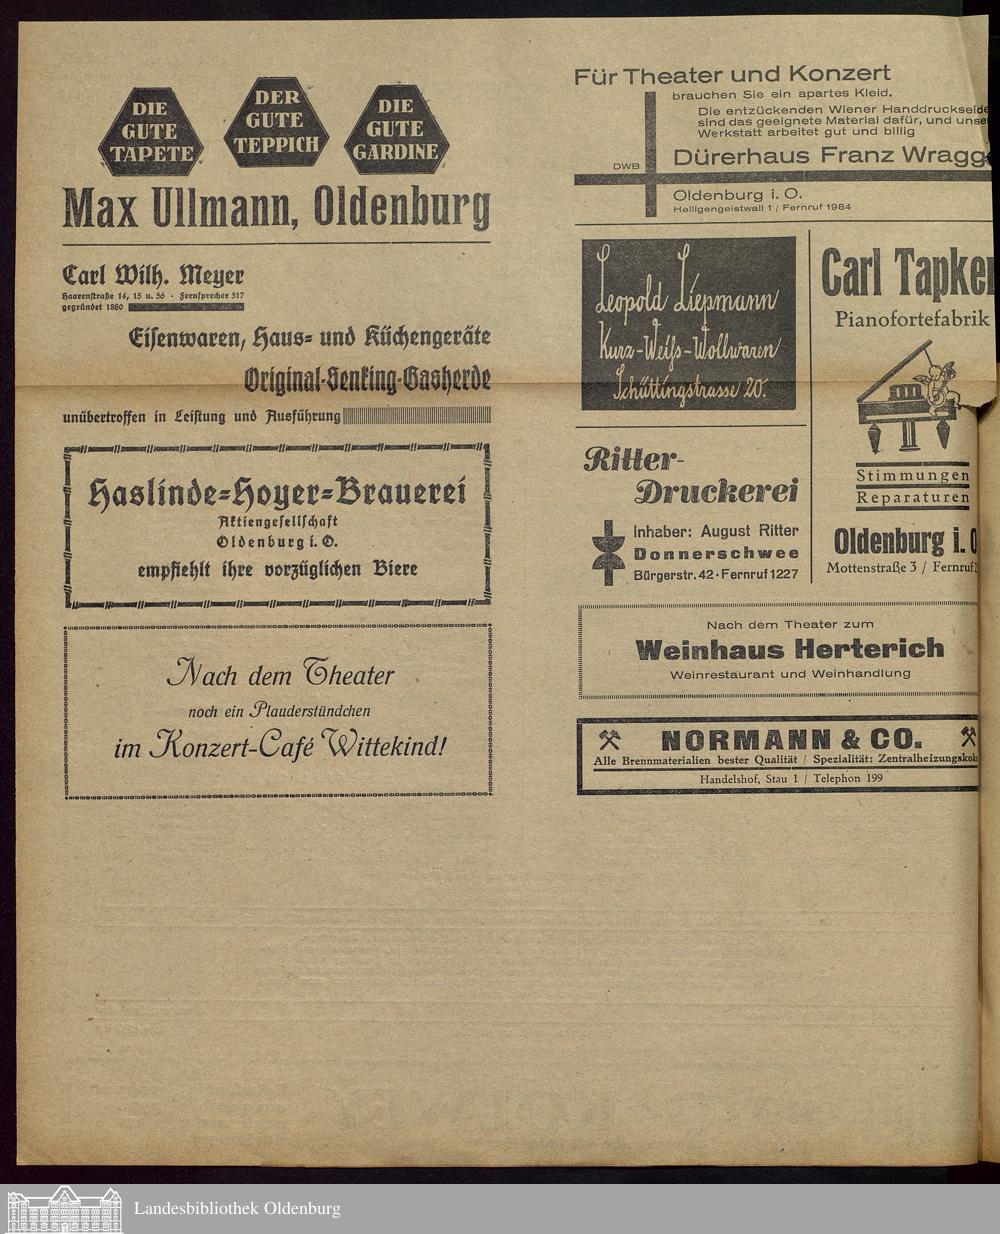 DIE
GUTE
TAPETE
DER
GUTE
TEPPICH
DIE
GUTE
GARDINE
Max Ullmann, Oldenburg
Carl Wilh. Meyer
Haarenstraße 14, 15 u. 56 · Fernsprecher 517
gegründet 1880
Eisenwaren, Haus- und Küchengeräte
Original-Senking-Gasherde
unübertroffen in Leistung und Ausführung
Haslinde-Hoyer-Brauerei
Aktiengesellschaft
Oldenburg i. O.
empfiehlt ihre vorzüglichen Biere
Nach dem Theater
noch ein Plauderstündchen
im Konzert-Café Wittekind!
Für Theater und Konzert
brauchen Sie ein apartes Kleid.
Die entzückenden Wiener Handdruckseide
sind das geeignete Material dafür, und unse
Werkstatt arbeitet gut und billig
DWB
Dürerhaus Franz Wragg
Oldenburg i. O.
Heiligengeistwall 1 / Fernruf 1984
Leopold Liepmann
Kurz-Weiß-Wollwaren
Schüttingstrasse 20.
Ritter-
Druckerei
Inhaber: August Ritter
Donnerschwee
Bürgerstr. 42 · Fernruf 1227
Carl Tapken
Pianofortefabrik
Stimmungen
Reparaturen
Oldenburg i. O
Mottenstraße 3 / Fernruf
Nach dem Theater zum
Weinhaus Herterich
Weinrestaurant und Weinhandlung
NORMANN & CO.
Alle Brennmaterialien bester Qualität / Spezialität: Zentralheizungskoks
Handelshof, Stau 1 / Telephon 199
Landesbibliothek Oldenburg